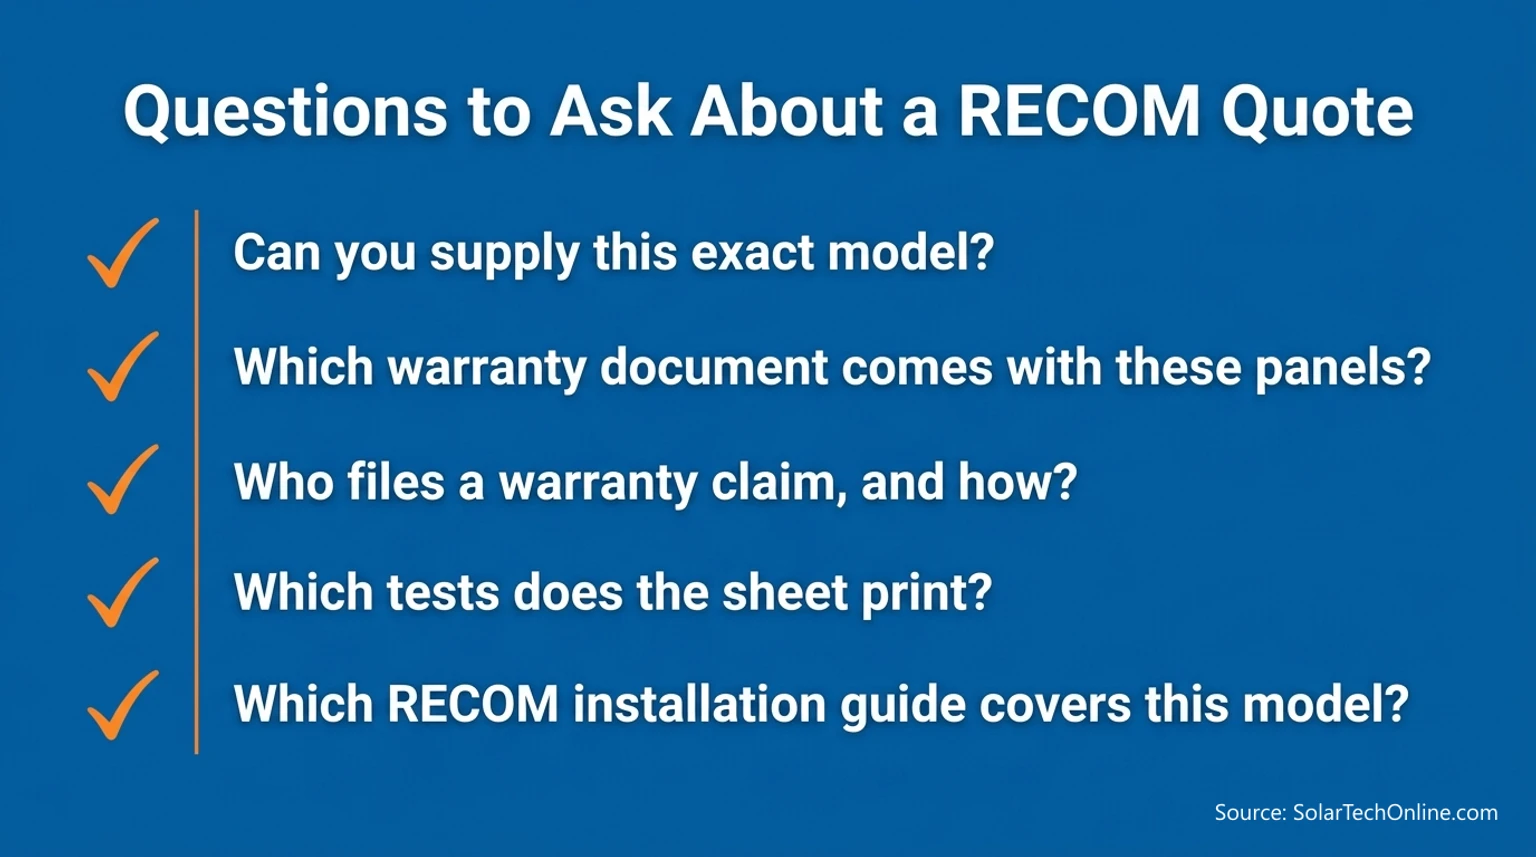 Questions to Ask About a RECOM Quote
Can you supply this exact model?
Which warranty document comes with these panels?
Who files a warranty claim, and how?
Which tests does the sheet print?
Which RECOM installation guide covers this model?
Source: SolarTechOnline.com